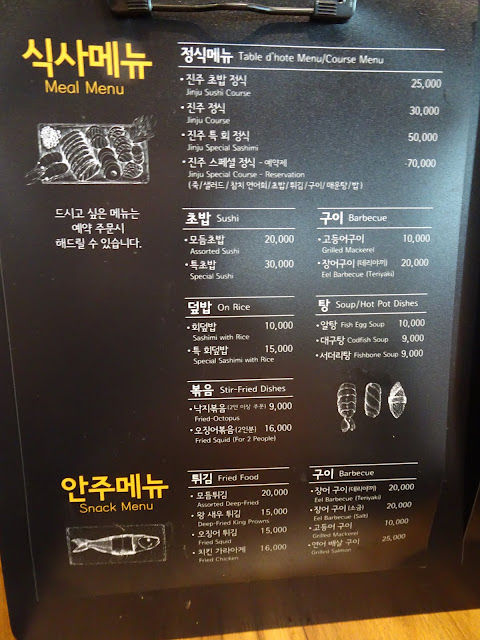 식사메뉴
Meal Menu
드시고 싶은 메뉴는
예약 주문시
해드릴 수 있습니다.
정식메뉴 Table d'hote Menu/Course Menu
•진주 초밥 정식 25,000
Jinju Sushi Course
•진주 정식 30,000
Jinju Course
•진주 특 회 정식 50,000
Jinju Special Sashimi
•진주 스페셜 정식 - 예약제 -70,000
Jinju Special Course - Reservation
(죽/샐러드/참치 연어회/초밥/튀김/구이/매운탕/밥)
초밥 Sushi
•모듬초밥 20,000
Assorted Sushi
•특초밥 30,000
Special Sushi
구이 Barbecue
•고등어구이 10,000
Grilled Mackerel
•장어구이 (데리야끼) 20,000
Eel Barbecue (Teriyaki)
덮밥 On Rice
•회덮밥 10,000
Sashimi with Rice
•특 회덮밥 15,000
Special Sashimi with Rice
탕 Soup/Hot Pot Dishes
•알탕 Fish Egg Soup 10,000
•대구탕 Codfish Soup 9,000
•서더리탕 Fishbone Soup 9,000
볶음 Stir-Fried Dishes
•낙지볶음 (2인 이상 주문) 9,000
Fried-Octopus
•오징어볶음 (2인분) 16,000
Fried Squid (For 2 People)
안주메뉴
Snack Menu
튀김 Fried Food
•모듬튀김 20,000
Assorted Deep-Fried
•왕 새우 튀김 15,000
Deep-Fried King Prowns
•오징어 튀김 15,000
Fried Squid
•치킨 가라아게 16,000
Fried Chicken
구이 Barbecue
•장어 구이 (데리야끼) 20,000
Eel Barbecue (Teriyaki)
•장어 구이 (소금) 20,000
Eel Barbecue (Salt)
•고등어 구이 10,000
Grilled Mackerel
•연어 뱃살 구이 25,000
Grilled Salmon